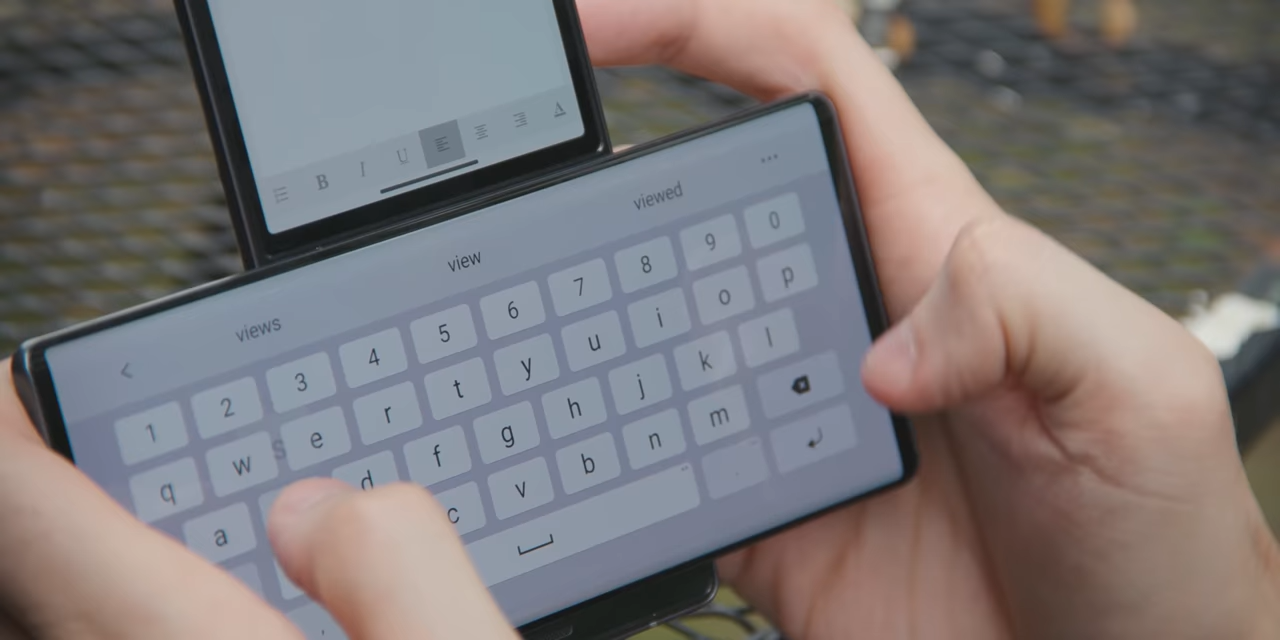 B I U A
views view viewed ...
1 2 3 4 5 6 7 8 9 0
q w e r t y u i o p
a s d f g h j k l
c v b n m
, .